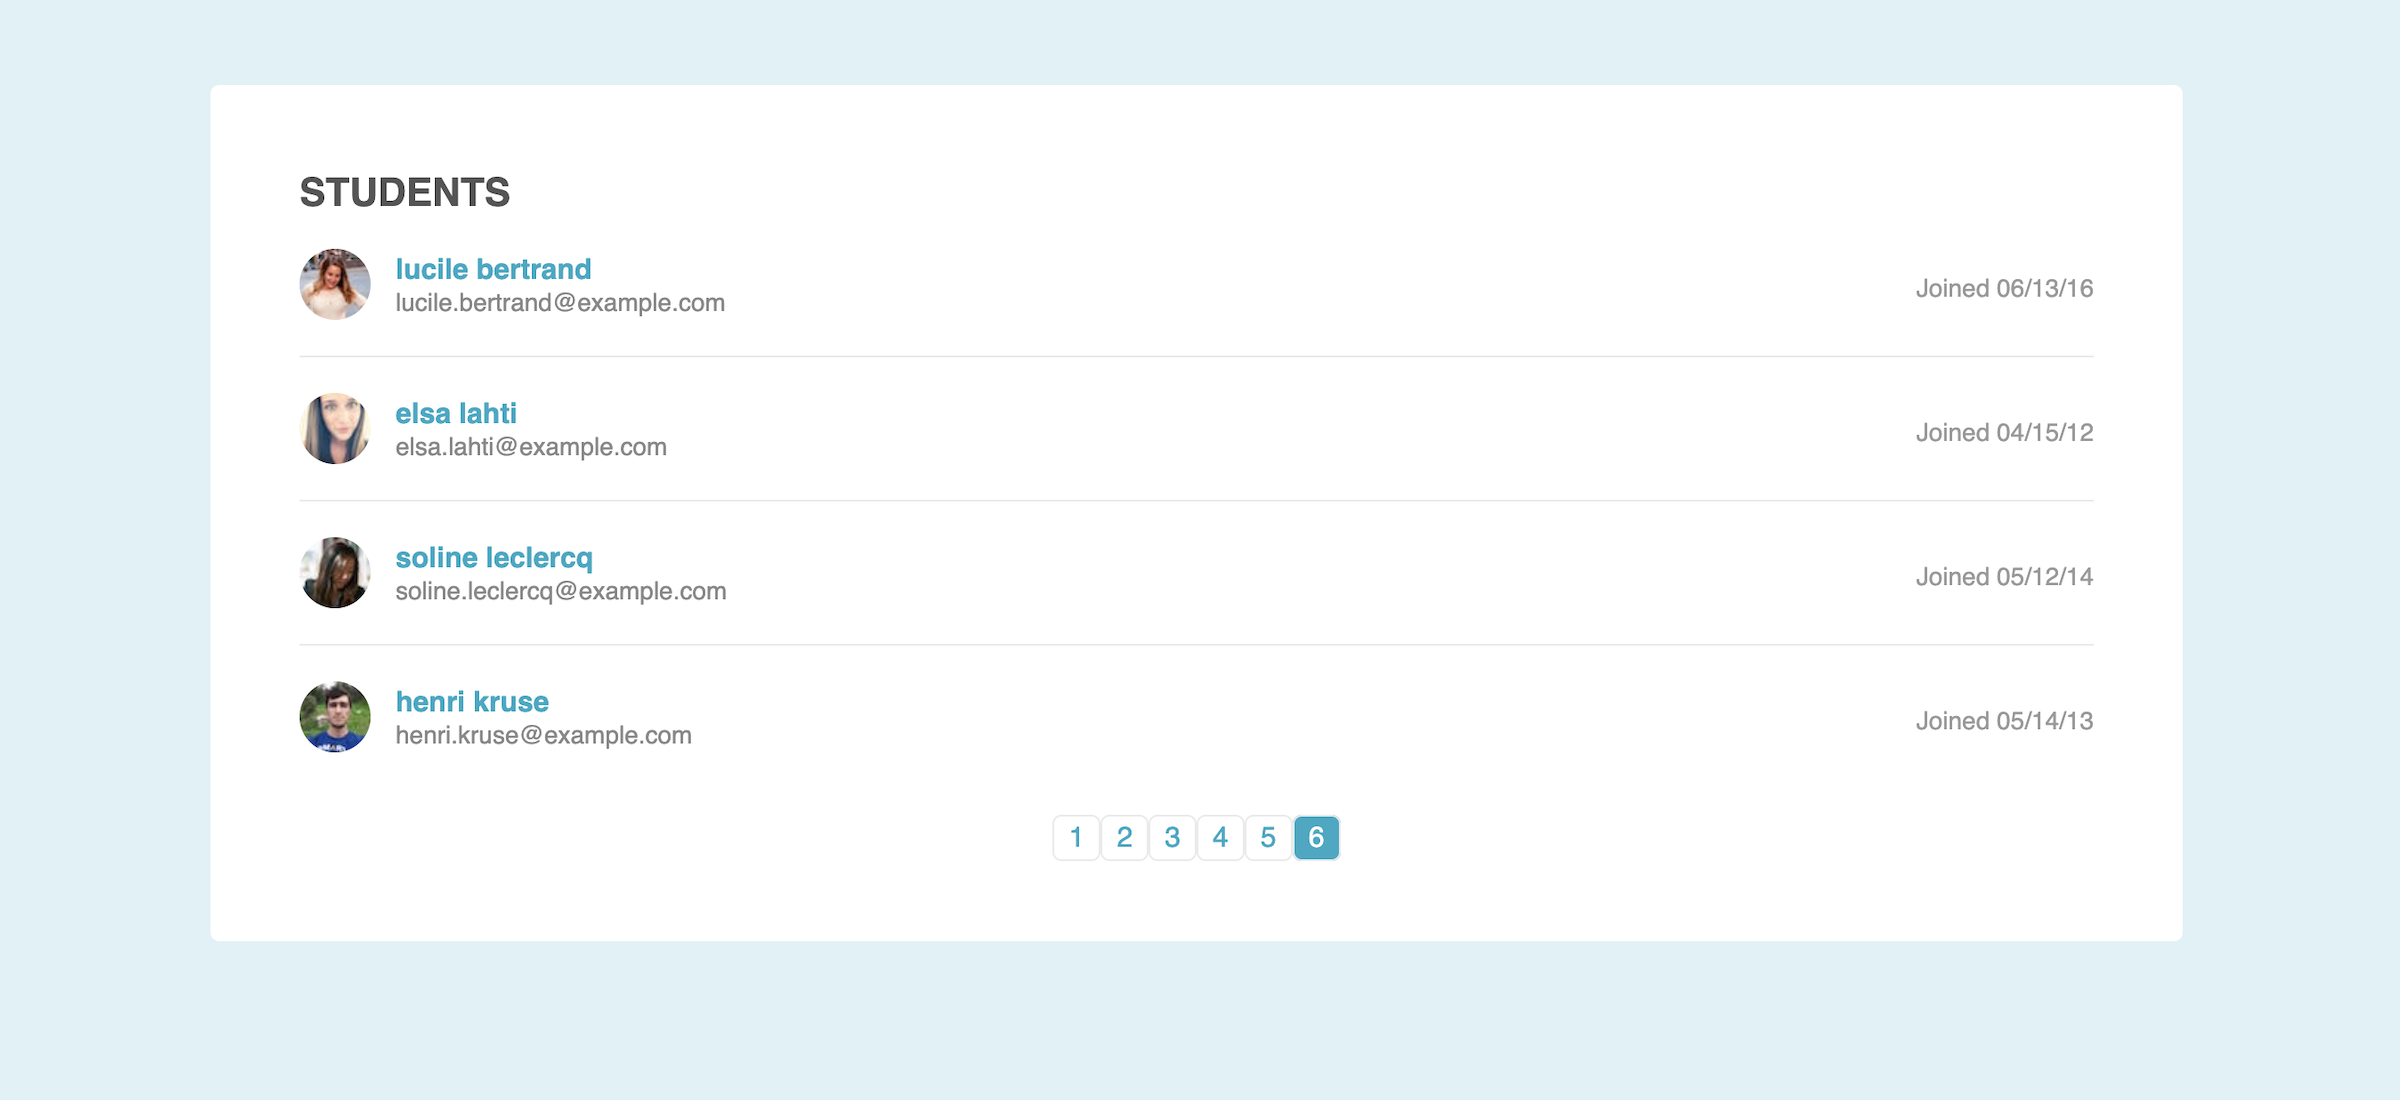 STUDENTS
lucile bertrand
lucile.bertrand@example.com
Joined 06/13/16
elsa lahti
elsa.lahti@example.com
Joined 04/15/12
soline leclercq
soline.leclercq@example.com
Joined 05/12/14
henri kruse
henri.kruse@example.com
Joined 05/14/13
1 2 3 4 5 6